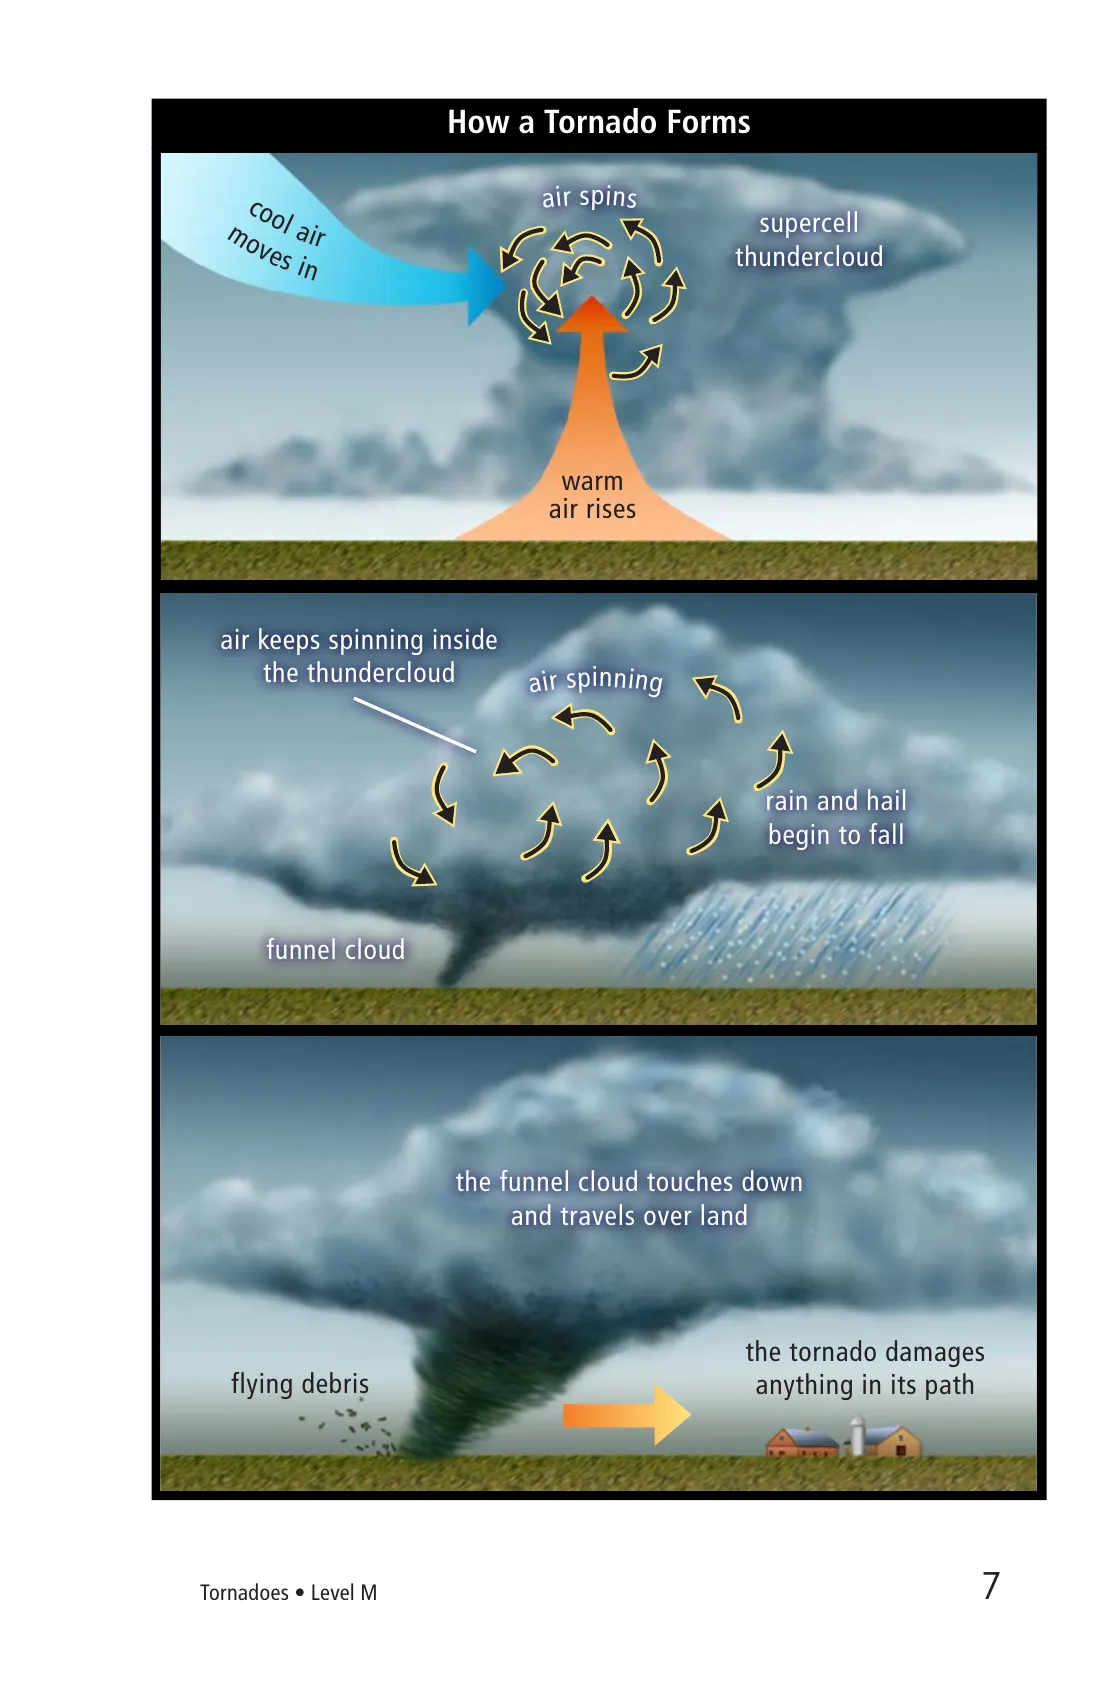 How a Tornado Forms
cool air
moves in
air spins
supercell
thundercloud
warm
air rises
air keeps spinning inside
the thundercloud
air spinning
rain and hail
begin to fall
funnel cloud
the funnel cloud touches down
and travels over land
flying debris
the tornado damages
anything in its path
Tornadoes • Level M
7